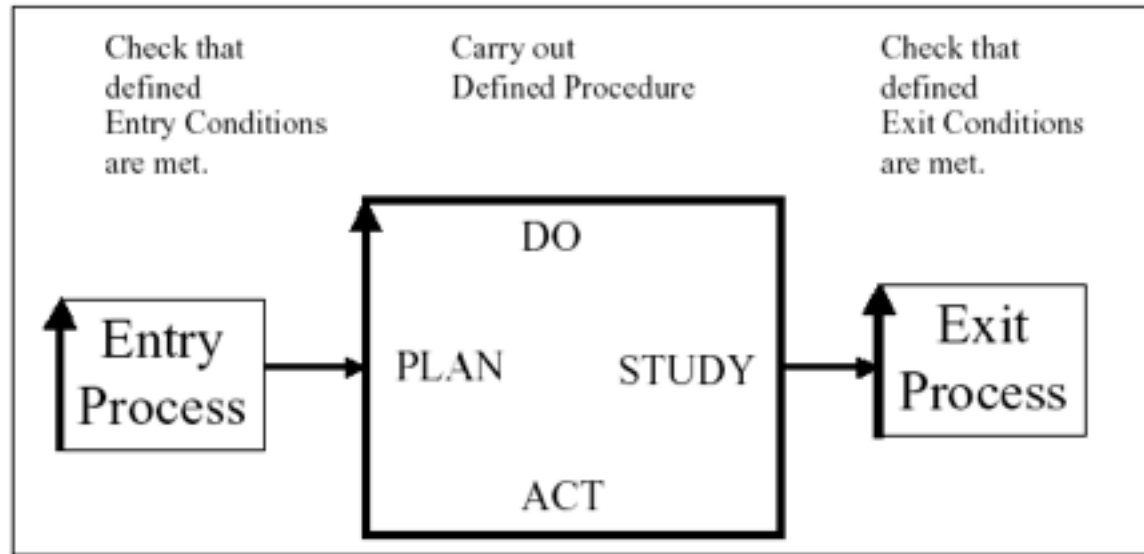 Check that
defined
Entry Conditions
are met.
Carry out
Defined Procedure
Check that
defined
Exit Conditions
are met.
Entry
Process
DO
PLAN
STUDY
ACT
Exit
Process